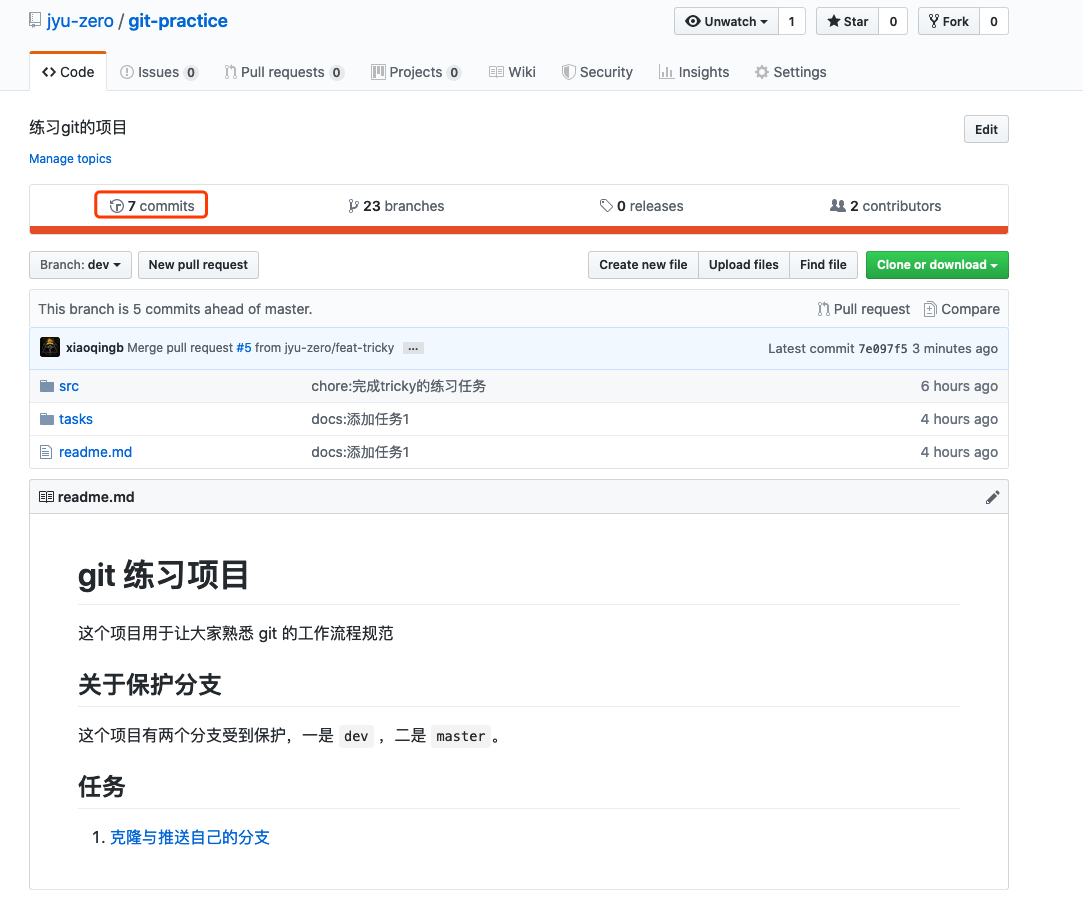 jyu-zero / git-practice
Unwatch 1 Star 0 Fork 0
Code Issues 0 Pull requests 0 Projects 0 Wiki Security Insights Settings
练习git的项目
Edit
Manage topics
7 commits 23 branches 0 releases 2 contributors
Branch: dev New pull request Create new file Upload files Find file Clone or download
This branch is 5 commits ahead of master. Pull request Compare
xiaoqingb Merge pull request #5 from jyu-zero/feat-tricky ... Latest commit 7e097f5 3 minutes ago
src chore:完成tricky的练习任务 6 hours ago
tasks docs:添加任务1 4 hours ago
readme.md docs:添加任务1 4 hours ago
readme.md
git 练习项目
这个项目用于让大家熟悉 git 的工作流程规范
关于保护分支
这个项目有两个分支受到保护，一是 dev ，二是 master 。
任务
1. 克隆与推送自己的分支